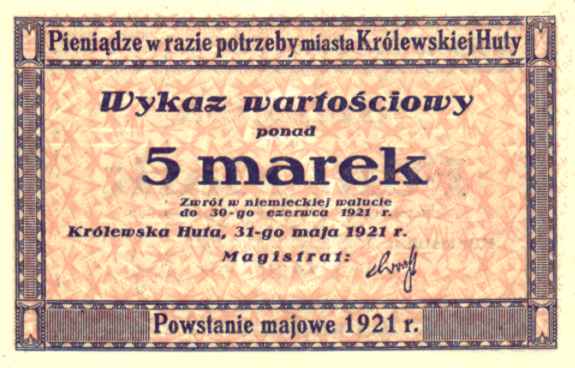 Pieniądze w razie potrzeby miasta Królewskiej Huty
Wykaz wartościowy
ponad
5 marek
Zwrót w niemieckiej walucie
do 30-go czerwca 1921 r.
Królewska Huta, 31-go maja 1921 r.
Magistrat:
Powstanie majowe 1921 r.